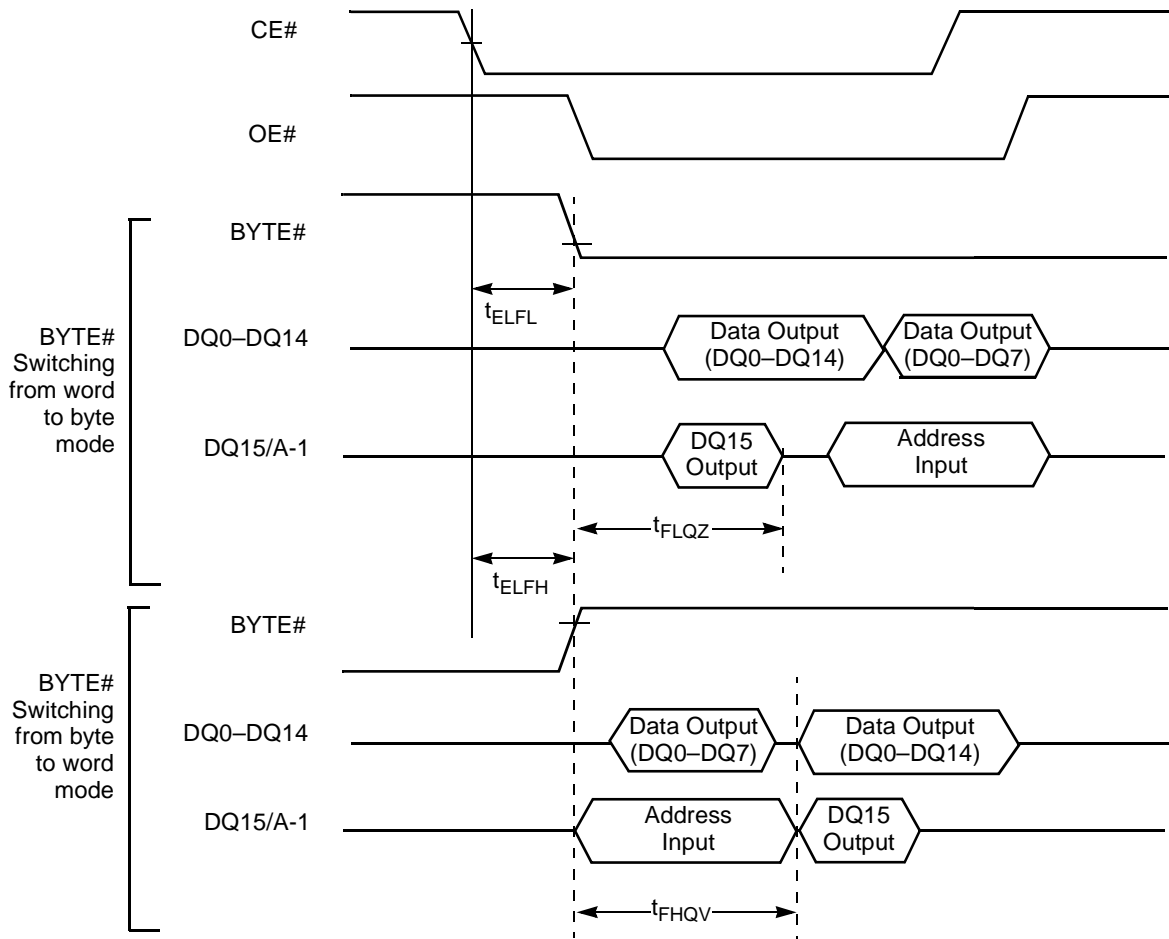 CE#
OE#
BYTE#
tELFL
BYTE#
Switching
from word
to byte
mode
DQ0–DQ14
Data Output
(DQ0–DQ14)
Data Output
(DQ0–DQ7)
DQ15/A-1
DQ15
Output
Address
Input
tFLQZ
tELFH
BYTE#
BYTE#
Switching
from byte
to word
mode
DQ0–DQ14
Data Output
(DQ0–DQ7)
Data Output
(DQ0–DQ14)
DQ15/A-1
Address
Input
DQ15
Output
tFHQV